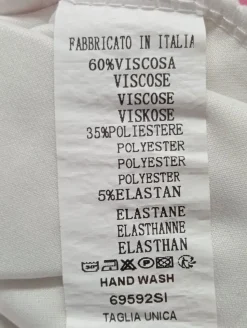 FABBRICATO IN ITALIA
60%VISCOSA
VISCOSE
VISCOSE
VISKOSE
35%POLIESTERE
POLYESTER
POLYESTER
POLYESTER
5%ELASTAN
ELASTANE
ELASTHANNE
ELASTHAN
HAND WASH
69592SI
TAGLIA UNICA